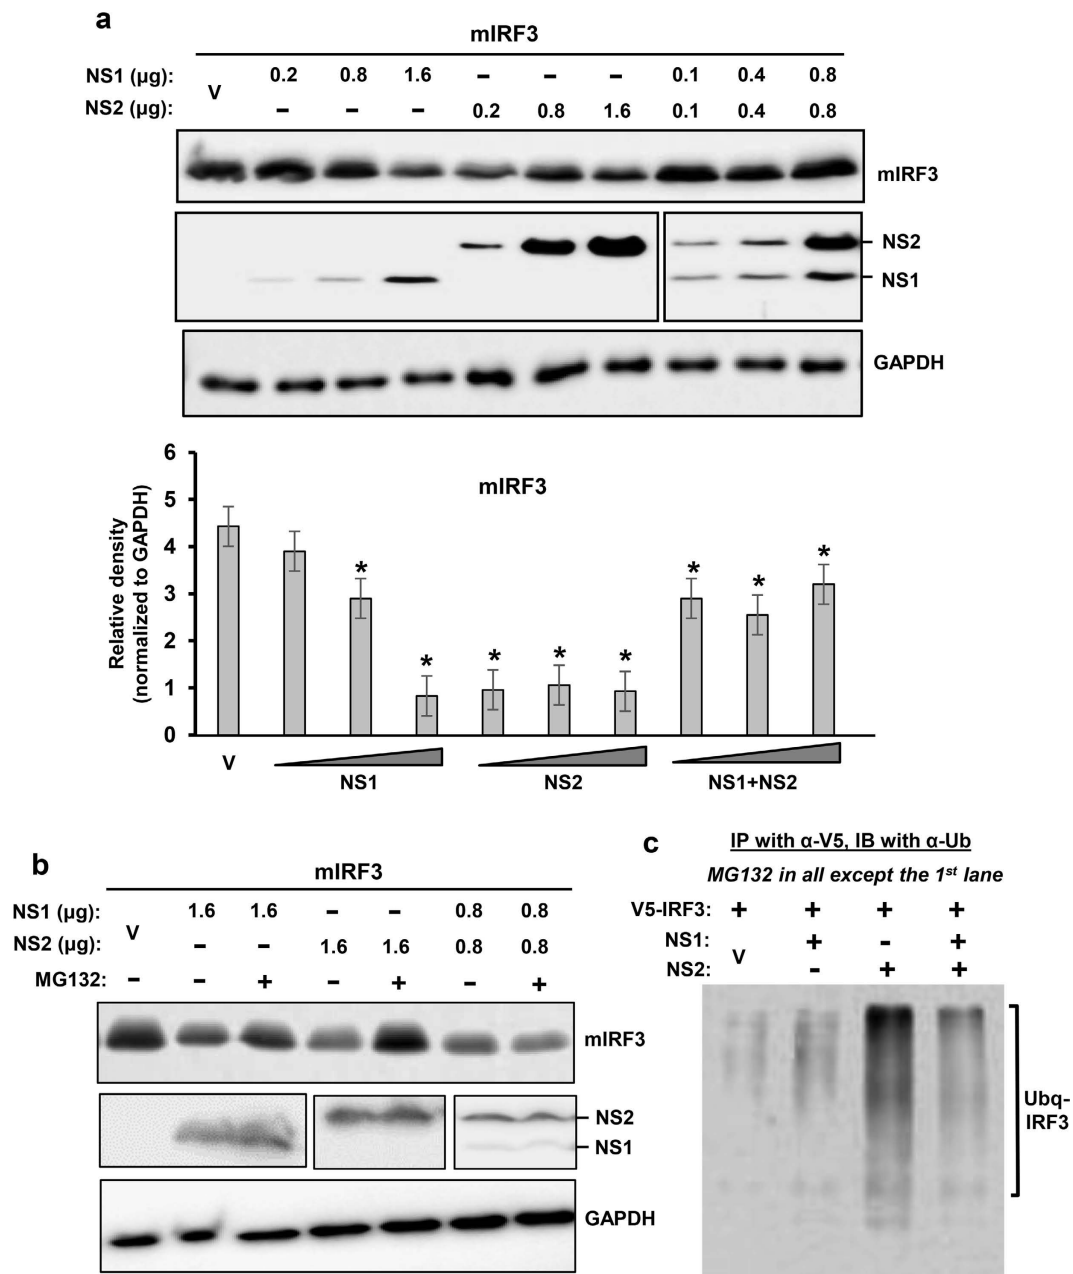 a
mIRF3
NS1 (μg): V 0.2 0.8 1.6 – – – 0.1 0.4 0.8
NS2 (μg): – – – 0.2 0.8 1.6 0.1 0.4 0.8
mIRF3
NS2
NS1
GAPDH
mIRF3
Relative density
(normalized to GAPDH)
6
5
4
3
2
1
0
* * * * * * * *
V NS1 NS2 NS1+NS2
b
mIRF3
NS1 (μg): V 1.6 1.6 – – 0.8 0.8
NS2 (μg): – – 1.6 1.6 0.8 0.8
MG132: – – + – + – +
mIRF3
NS2
NS1
GAPDH
c
IP with α-V5, IB with α-Ub
MG132 in all except the 1st lane
V5-IRF3: + + + +
NS1: V + - +
NS2: - + +
Ubq-
IRF3